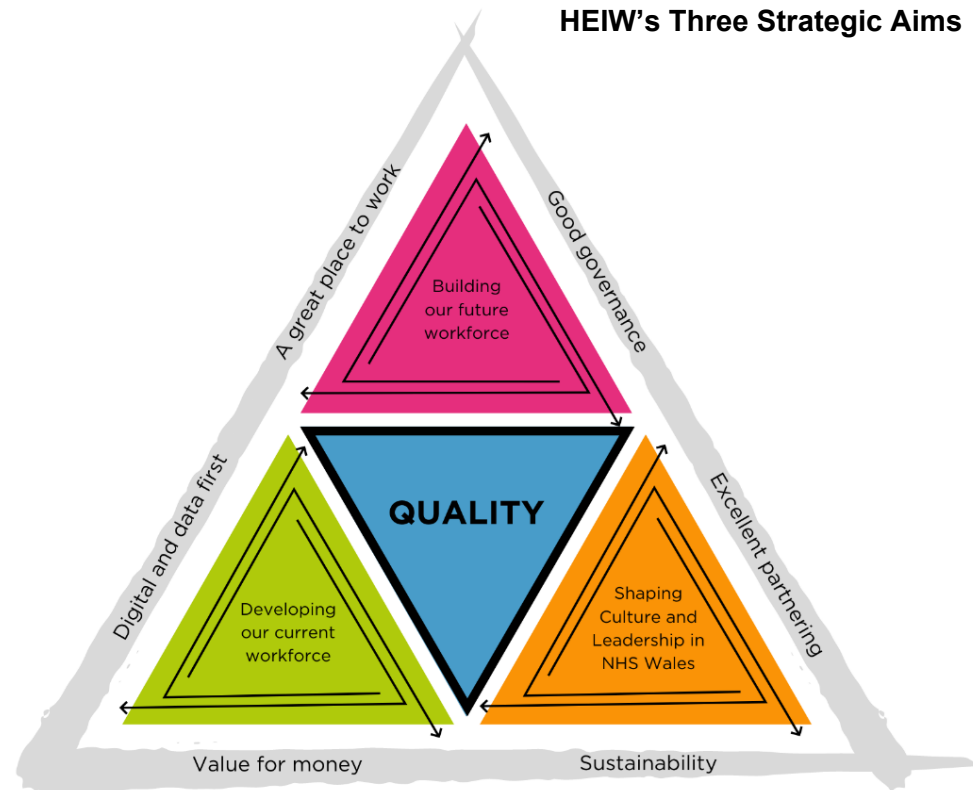 HEIW's Three Strategic Aims
A great place to work
Good governance
Building
our future
workforce
QUALITY
Digital and data first
Excellent partnering
Developing
our current
workforce
Shaping
Culture and
Leadership in
NHS Wales
Value for money
Sustainability